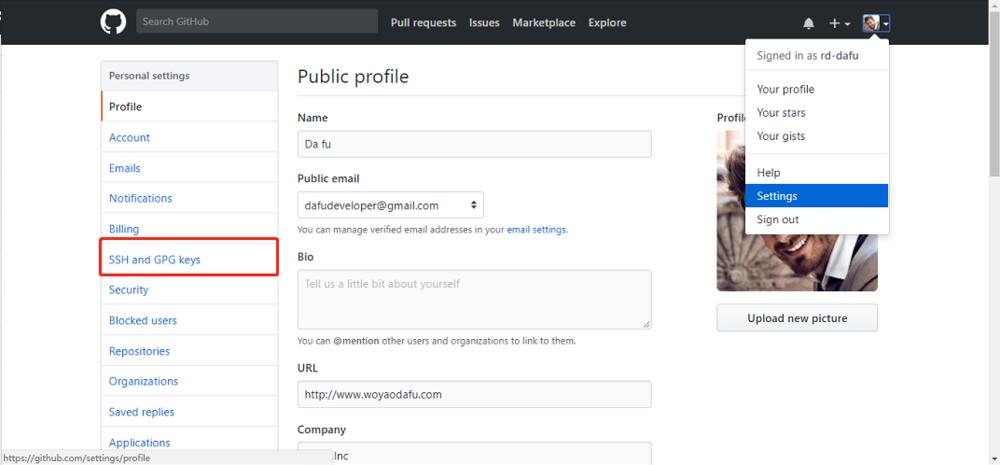 Search GitHub
Pull requests Issues Marketplace Explore
Signed in as rd-dafu
Your profile
Your stars
Your gists
Help
Settings
Sign out
Personal settings
Profile
Account
Emails
Notifications
Billing
SSH and GPG keys
Security
Blocked users
Repositories
Organizations
Saved replies
Applications
Public profile
Name
Da fu
Public email
dafudeveloper@gmail.com
You can manage verified email addresses in your email settings.
Bio
Tell us a little bit about yourself
You can @mention other users and organizations to link to them.
URL
http://www.woyaodafu.com
Company
.Inc
Upload new picture
https://github.com/settings/profile